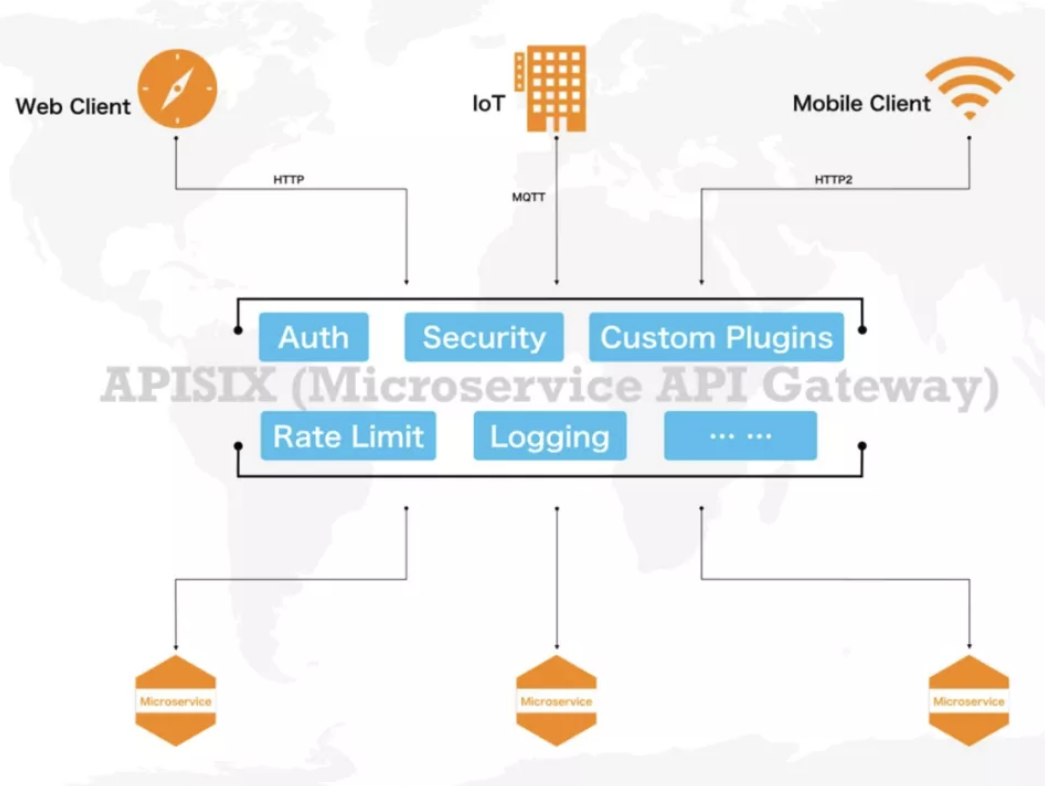 Web Client
IoT
Mobile Client
HTTP
MQTT
HTTP2
Auth
Security
Custom Plugins
APISIX (Microservice API Gateway)
Rate Limit
Logging
... ...
Microservice
Microservice
Microservice